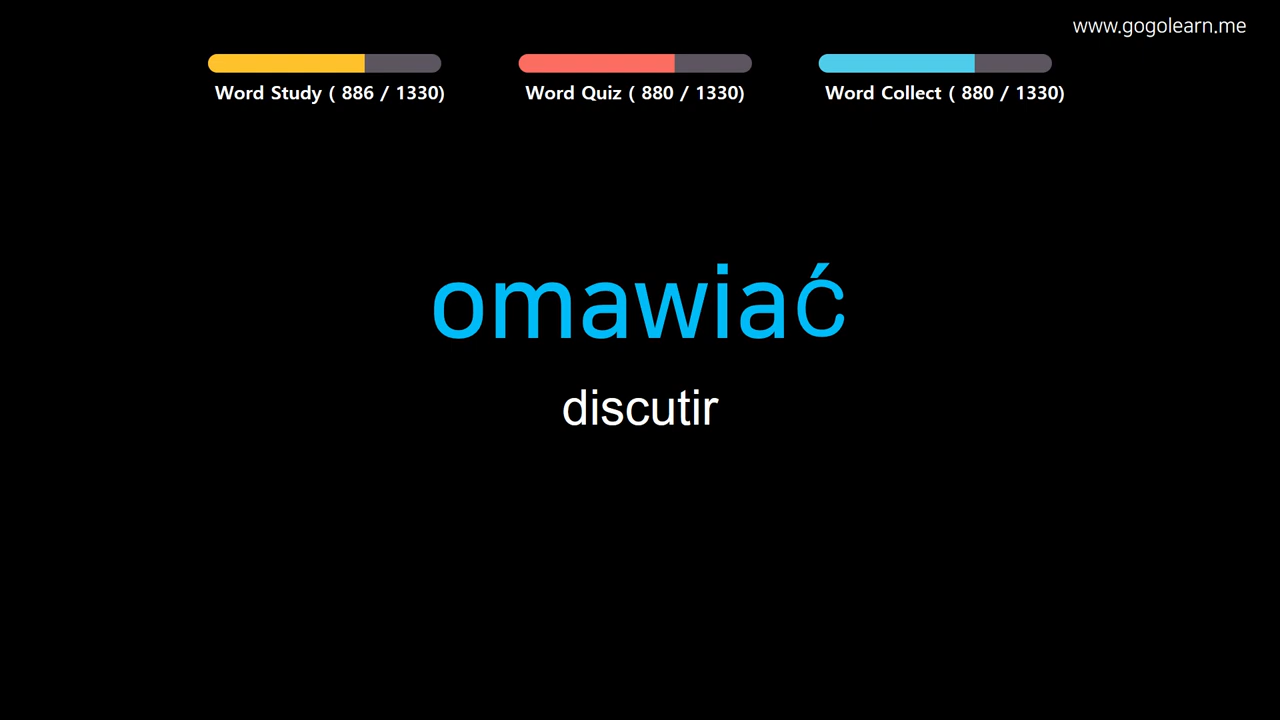 www.gogolearn.me
Word Study ( 886 / 1330)
Word Quiz ( 880 / 1330)
Word Collect ( 880 / 1330)
omawiać
discutir